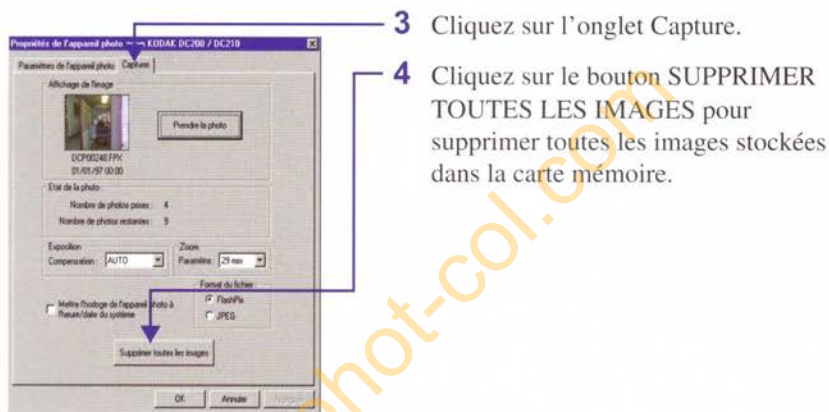 3 Cliquez sur l'onglet Capture.
4 Cliquez sur le bouton SUPPRIMER
TOUTES LES IMAGES pour
supprimer toutes les images stockées
dans la carte mémoire.
Propriétés de l'appareil photo KODAK DC200 / DC210
Paramètres de l'appareil photo Capture
Affichage de l'image
Prendre la photo
DCP00248.FPX
01/01/97 00:00
Etat de la photo
Nombre de photos prises : 4
Nombre de photos restantes : 9
Exposition
Compensation : AUTO
Zoom
Paramètre : 29 mm
Mettre l'horloge de l'appareil photo à
l'heure/date du système
Format du fichier :
FlashPix
JPEG
Supprimer toutes les images
OK Annuler
phot-col.com